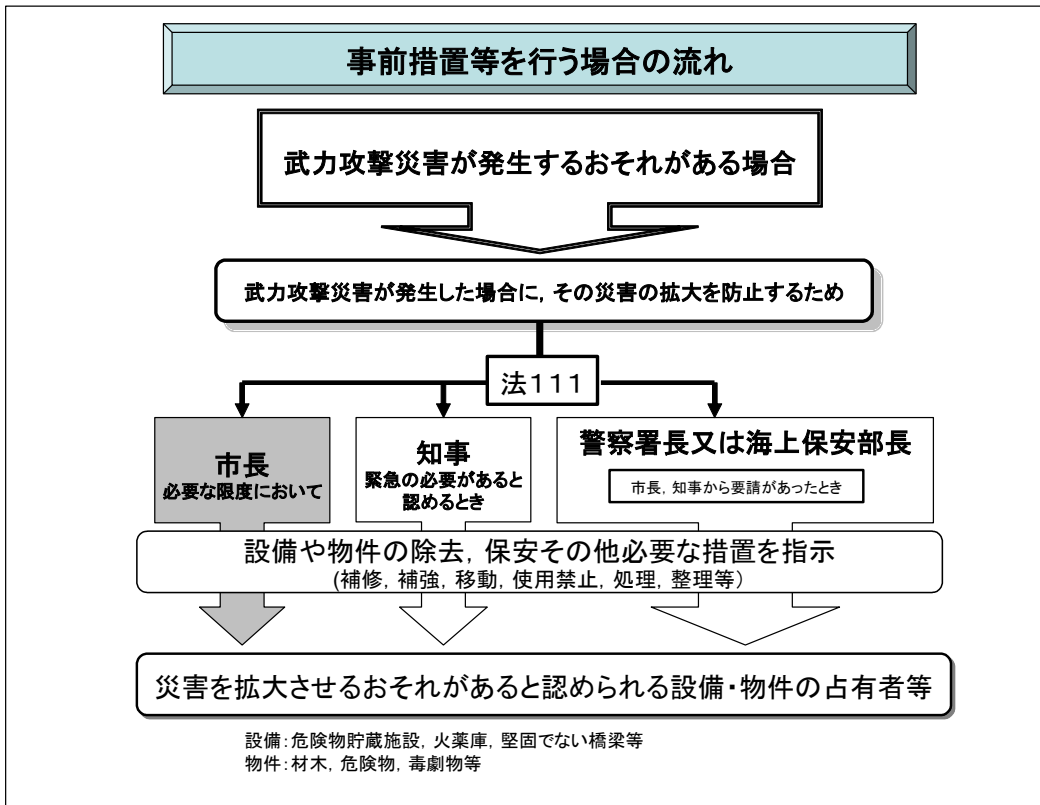 事前措置等を行う場合の流れ
武力攻撃災害が発生するおそれがある場合
武力攻撃災害が発生した場合に，その災害の拡大を防止するため
法１１１
市長
必要な限度において
知事
緊急の必要があると
認めるとき
警察署長又は海上保安部長
市長，知事から要請があったとき
設備や物件の除去，保安その他必要な措置を指示
（補修，補強，移動，使用禁止，処理，整理等）
災害を拡大させるおそれがあると認められる設備・物件の占有者等
設備：危険物貯蔵施設，火薬庫，堅固でない橋梁等
物件：材木，危険物，毒劇物等